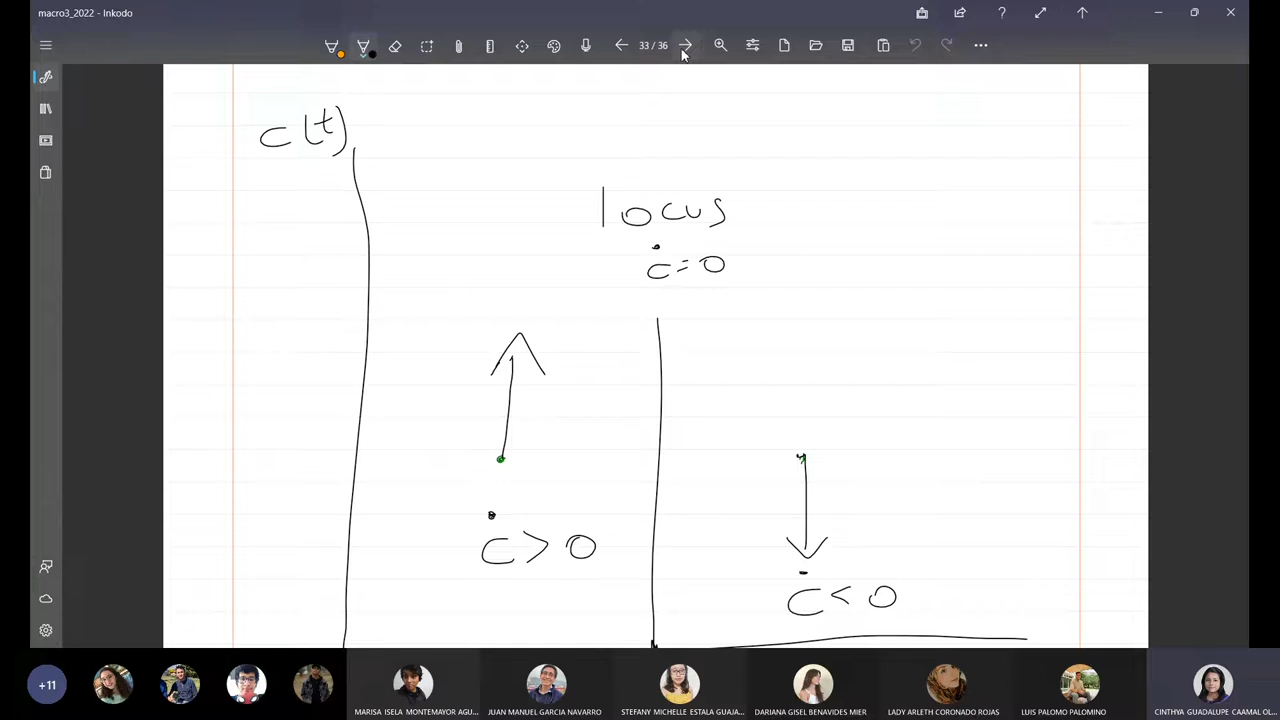 macro3_2022 - Inkodo
33 / 36
c(t)
locus
ċ=0
ċ > 0
ċ < 0
+11
MARISA ISELA MONTEMAYOR AGU...
JUAN MANUEL GARCIA NAVARRO
STEFANY MICHELLE ESTALA GUAJA...
DARIANA GISEL BENAVIDES MIER
LADY ARLETH CORONADO ROJAS
LUIS PALOMO PALOMINO
CINTHYA GUADALUPE CAAMAL OL...